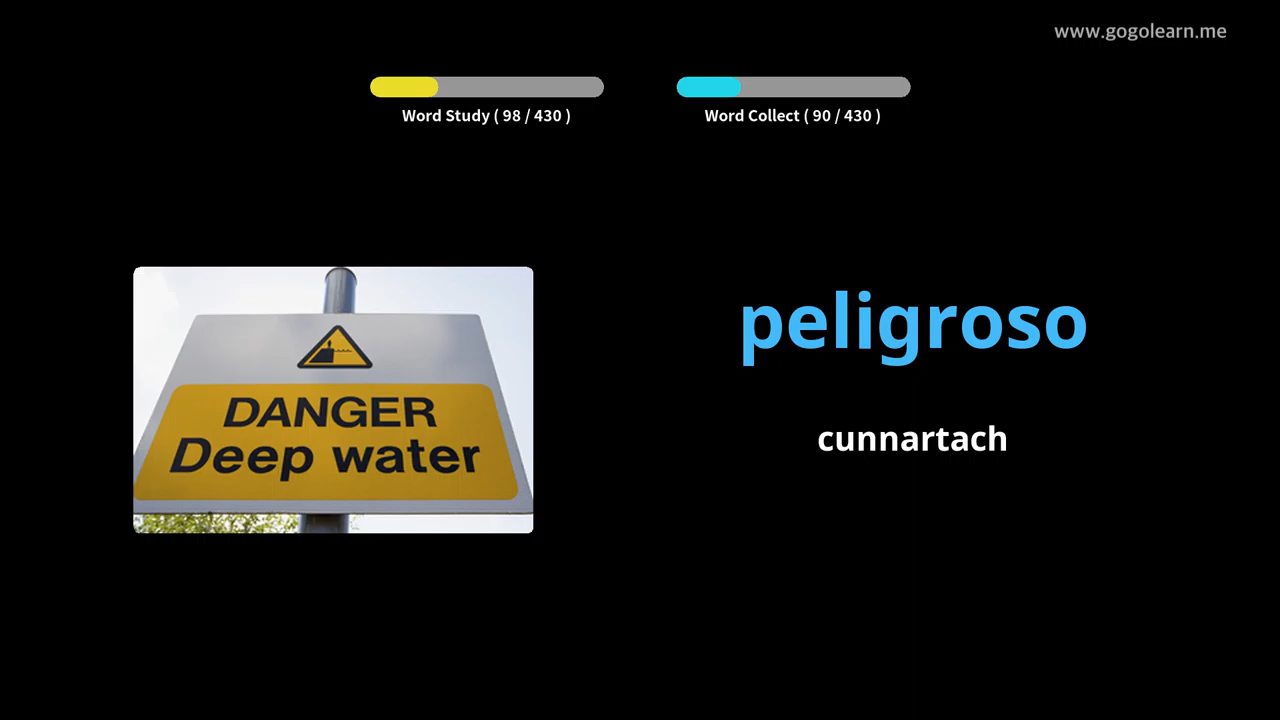 www.gogolearn.me
Word Study ( 98 / 430 )
Word Collect ( 90 / 430 )
DANGER
Deep water
peligroso
cunnartach